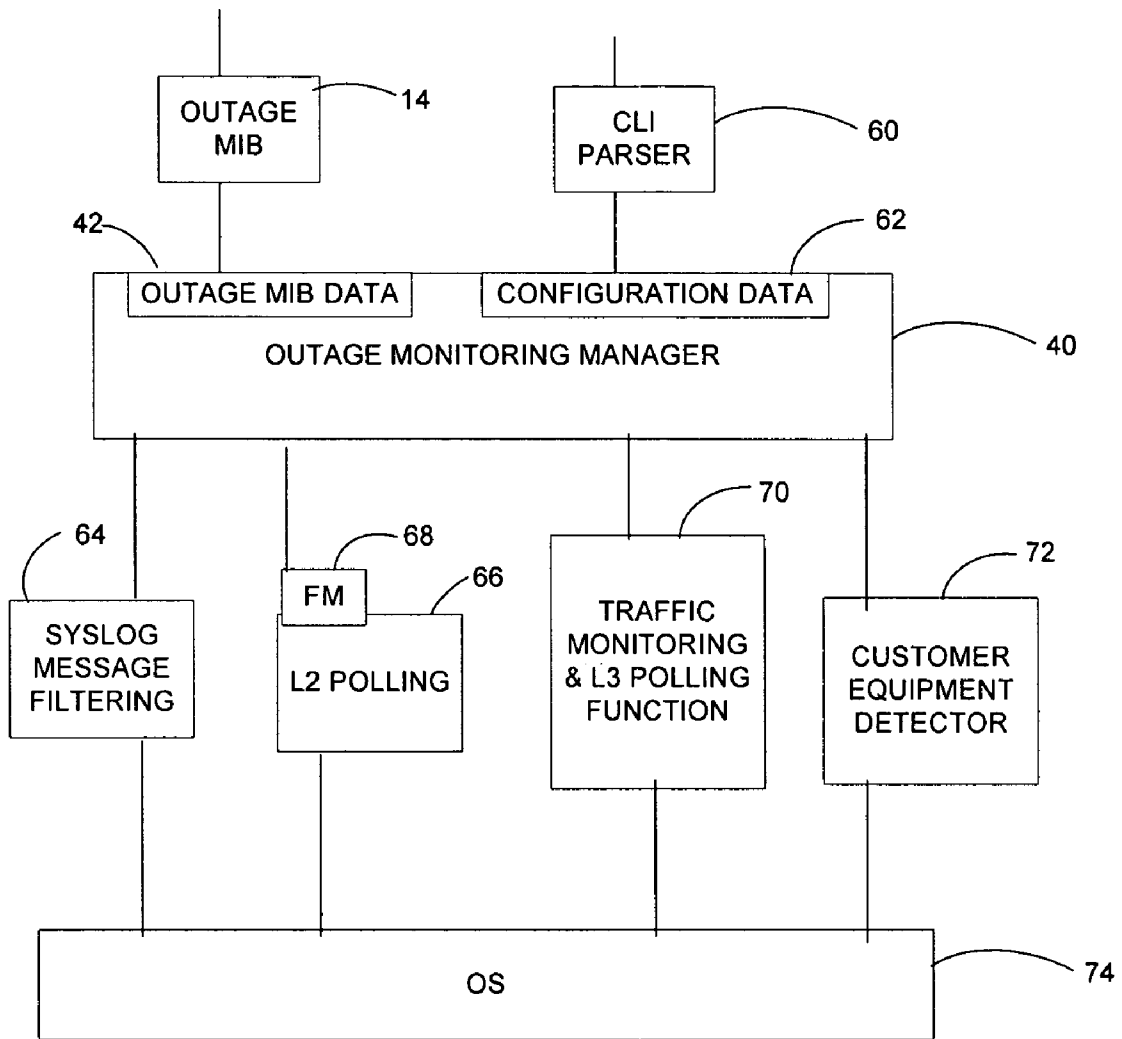 OUTAGE
MIB
14
CLI
PARSER
60
42
62
OUTAGE MIB DATA
CONFIGURATION DATA
OUTAGE MONITORING MANAGER
40
64
SYSLOG
MESSAGE
FILTERING
68
FM
66
L2 POLLING
70
TRAFFIC
MONITORING
& L3 POLLING
FUNCTION
72
CUSTOMER
EQUIPMENT
DETECTOR
OS
74